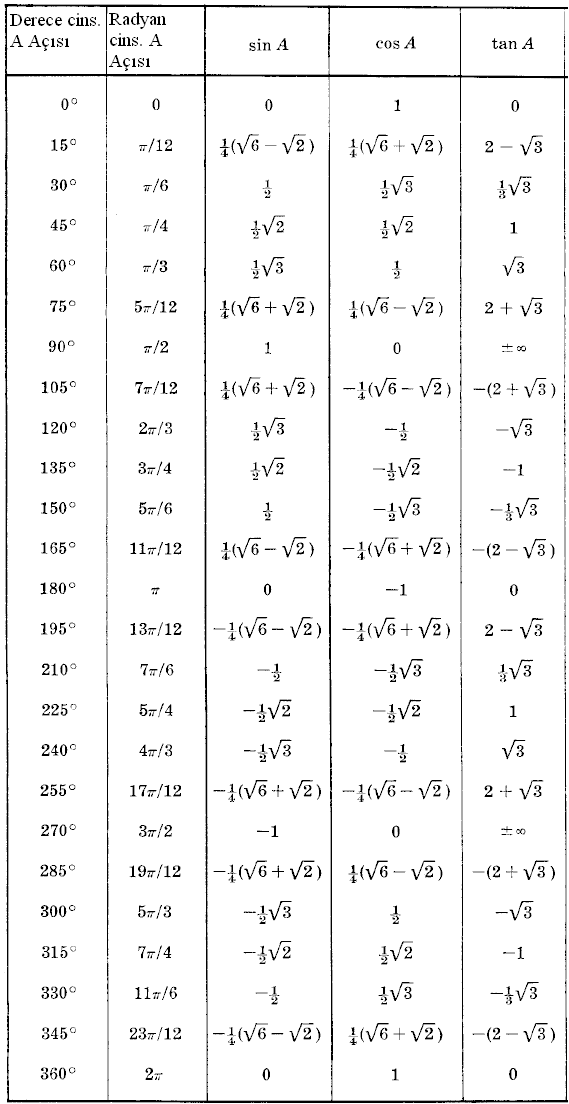 Derece cins. A Açısı | Radyan cins. A Açısı | sin A | cos A | tan A
0° | 0 | 0 | 1 | 0
15° | π/12 | ¼(√6 − √2) | ¼(√6 + √2) | 2 − √3
30° | π/6 | ½ | ½√3 | ⅓√3
45° | π/4 | ½√2 | ½√2 | 1
60° | π/3 | ½√3 | ½ | √3
75° | 5π/12 | ¼(√6 + √2) | ¼(√6 − √2) | 2 + √3
90° | π/2 | 1 | 0 | ±∞
105° | 7π/12 | ¼(√6 + √2) | −¼(√6 − √2) | −(2 + √3)
120° | 2π/3 | ½√3 | −½ | −√3
135° | 3π/4 | ½√2 | −½√2 | −1
150° | 5π/6 | ½ | −½√3 | −⅓√3
165° | 11π/12 | ¼(√6 − √2) | −¼(√6 + √2) | −(2 − √3)
180° | π | 0 | −1 | 0
195° | 13π/12 | −¼(√6 − √2) | −¼(√6 + √2) | 2 − √3
210° | 7π/6 | −½ | −½√3 | ⅓√3
225° | 5π/4 | −½√2 | −½√2 | 1
240° | 4π/3 | −½√3 | −½ | √3
255° | 17π/12 | −¼(√6 + √2) | −¼(√6 − √2) | 2 + √3
270° | 3π/2 | −1 | 0 | ±∞
285° | 19π/12 | −¼(√6 + √2) | ¼(√6 − √2) | −(2 + √3)
300° | 5π/3 | −½√3 | ½ | −√3
315° | 7π/4 | −½√2 | ½√2 | −1
330° | 11π/6 | −½ | ½√3 | −⅓√3
345° | 23π/12 | −¼(√6 − √2) | ¼(√6 + √2) | −(2 − √3)
360° | 2π | 0 | 1 | 0